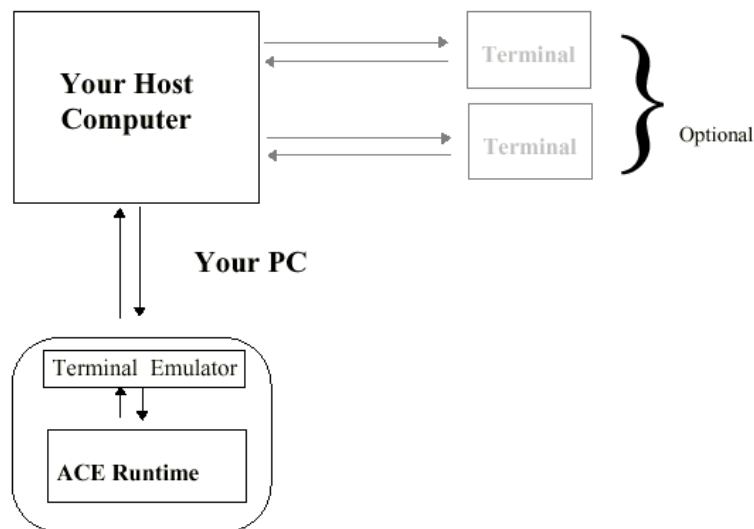 Your Host
Computer
Terminal
Terminal
Optional
Your PC
Terminal Emulator
ACE Runtime